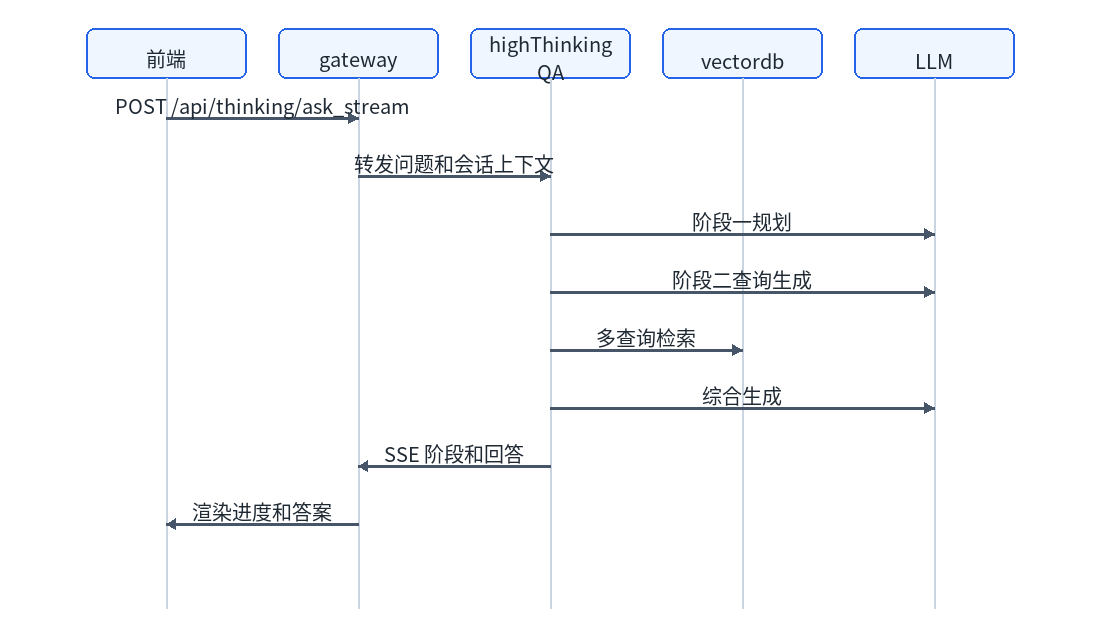 前端
gateway
highThinking
QA
vectordb
LLM
POST /api/thinking/ask_stream
转发问题和会话上下文
阶段一规划
阶段二查询生成
多查询检索
综合生成
SSE 阶段和回答
渲染进度和答案